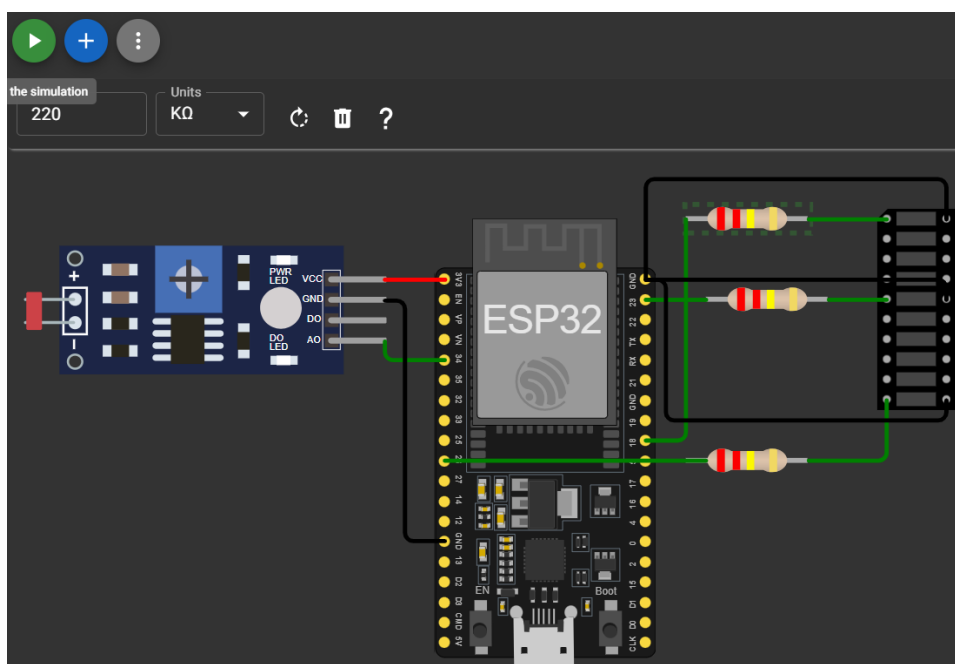 the simulation
220
Units
KΩ
?
+
PWR
LED
VCC
GND
DO
AO
DO
LED
−
ESP32
3V3
EN
VP
VN
34
35
32
33
25
26
27
14
12
GND
13
D2
D3
CMD
5V
GND
23
22
TX
RX
21
GND
19
18
5
17
16
4
0
2
15
D1
D0
CLK
EN
Boot